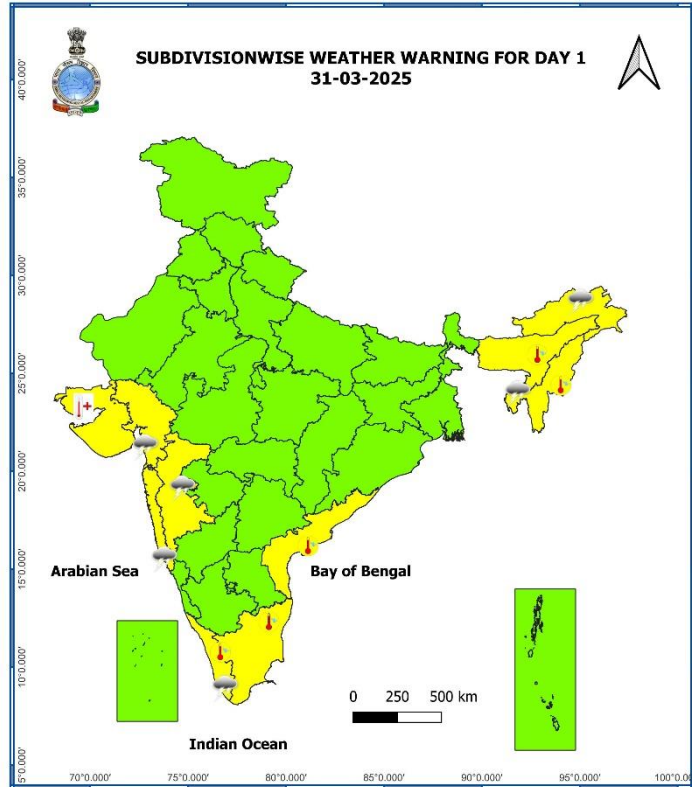 SUBDIVISIONWISE WEATHER WARNING FOR DAY 1
31-03-2025
40°0.000'
35°0.000'
30°0.000'
25°0.000'
20°0.000'
15°0.000'
10°0.000'
5°0.000'
Arabian Sea
Bay of Bengal
0 250 500 km
Indian Ocean
70°0.000' 75°0.000' 80°0.000' 85°0.000' 90°0.000' 95°0.000' 100°0.0